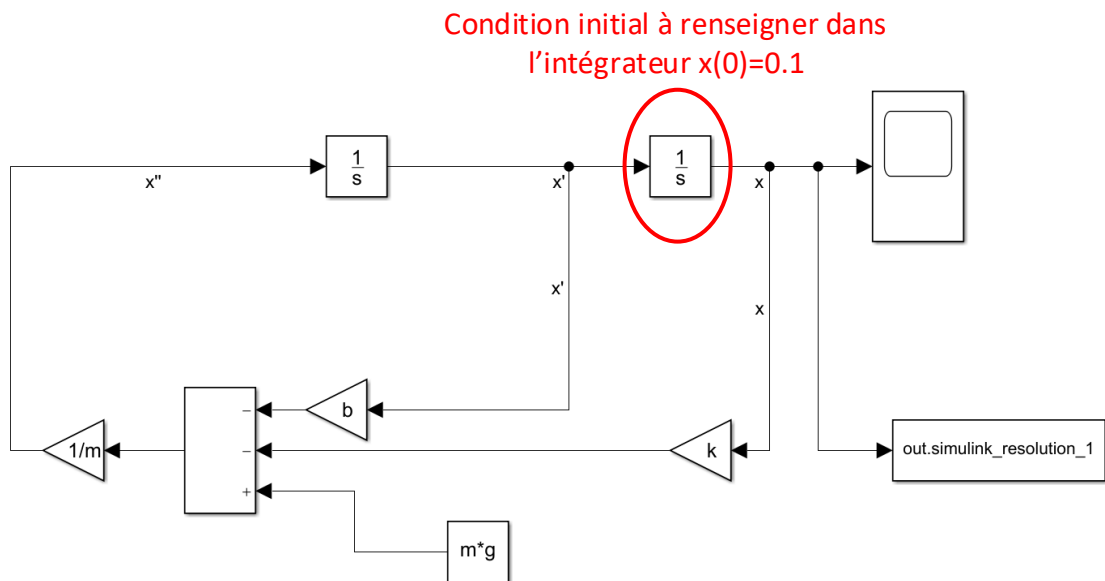 Condition initial à renseigner dans
l’intégrateur x(0)=0.1
1
s
1
s
x''
x'
x
x'
x
b
−
1/m
−
k
out.simulink_resolution_1
+
m*g